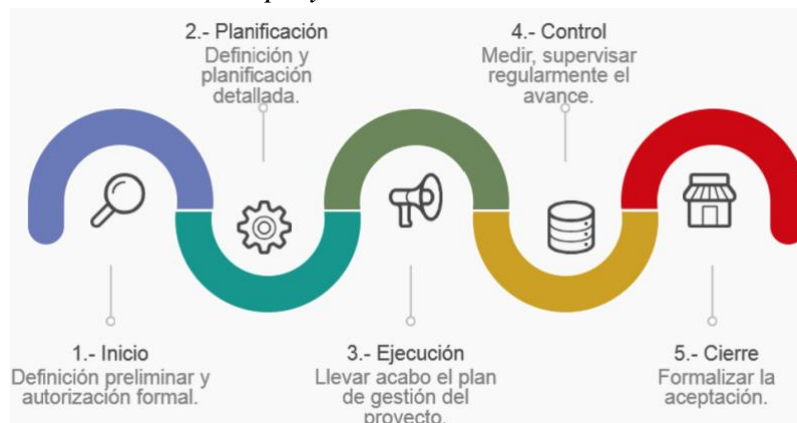 2.- Planificación
Definición y
planificación
detallada.
4.- Control
Medir, supervisar
regularmente el
avance.
1.- Inicio
Definición preliminar y
autorización formal.
3.- Ejecución
Llevar acabo el plan
de gestión del
proyecto.
5.- Cierre
Formalizar la
aceptación.